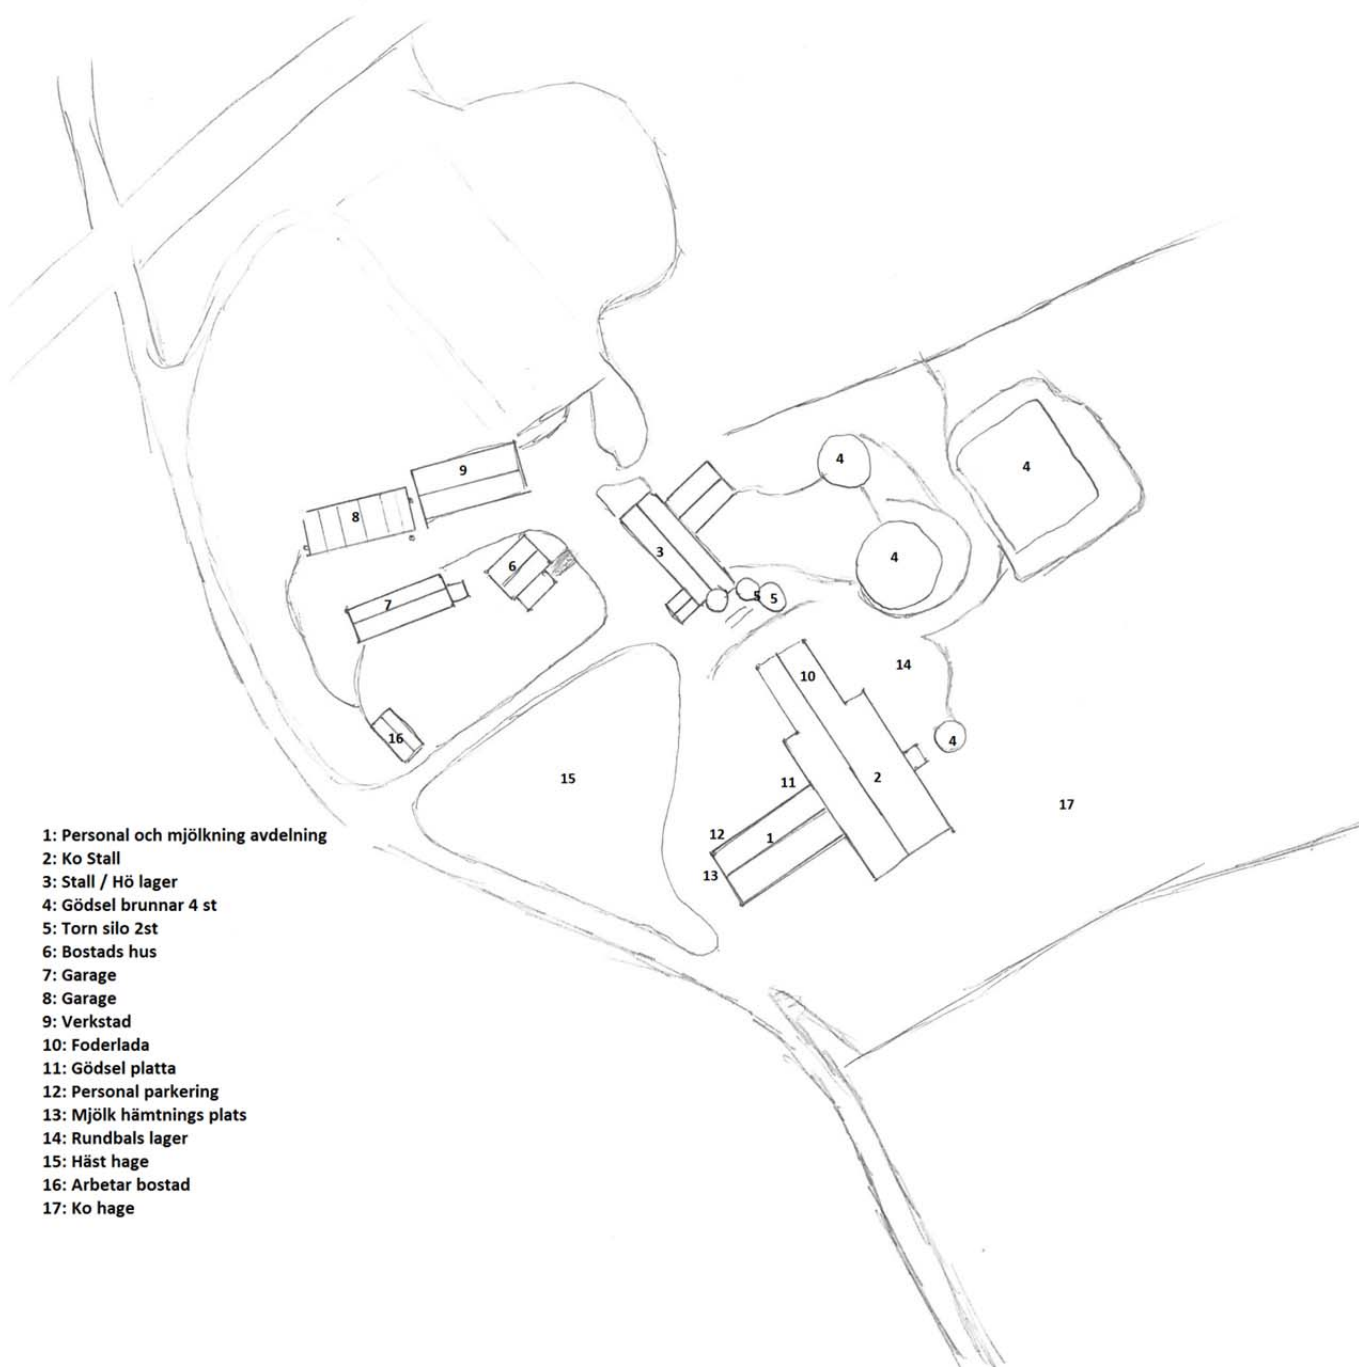 9
4
4
8
3
4
6
7
5
5
14
10
16
4
15
11
2
17
12
1
13
1: Personal och mjölkning avdelning
2: Ko Stall
3: Stall / Hö lager
4: Gödsel brunnar 4 st
5: Torn silo 2st
6: Bostads hus
7: Garage
8: Garage
9: Verkstad
10: Foderlada
11: Gödsel platta
12: Personal parkering
13: Mjölk hämtnings plats
14: Rundbals lager
15: Häst hage
16: Arbetar bostad
17: Ko hage